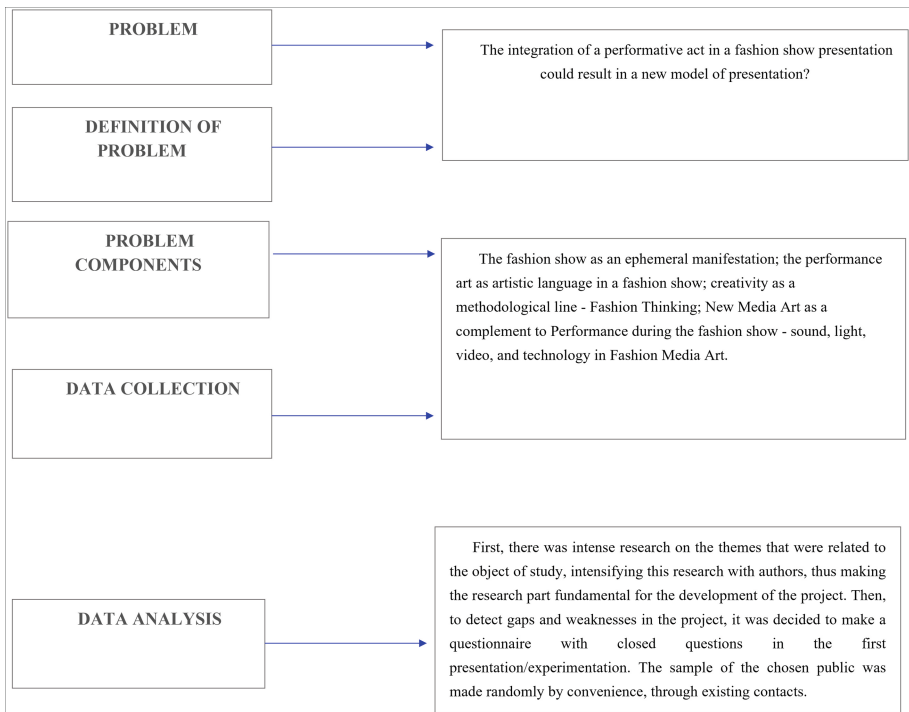 PROBLEM
The integration of a performative act in a fashion show presentation
could result in a new model of presentation?
DEFINITION OF
PROBLEM
PROBLEM
COMPONENTS
The fashion show as an ephemeral manifestation; the performance
art as artistic language in a fashion show; creativity as a
methodological line - Fashion Thinking; New Media Art as a
complement to Performance during the fashion show - sound, light,
video, and technology in Fashion Media Art.
DATA COLLECTION
DATA ANALYSIS
First, there was intense research on the themes that were related to
the object of study, intensifying this research with authors, thus making
the research part fundamental for the development of the project. Then,
to detect gaps and weaknesses in the project, it was decided to make a
questionnaire with closed questions in the first
presentation/experimentation. The sample of the chosen public was
made randomly by convenience, through existing contacts.